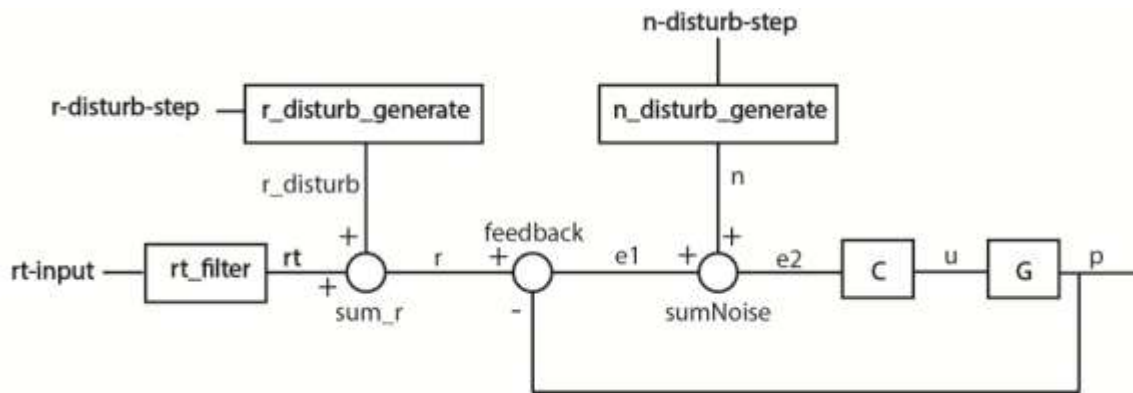 n-disturb-step
r-disturb-step
r_disturb_generate
n_disturb_generate
r_disturb
n
+
+
feedback
rt-input
rt_filter
rt
+
r
+
e1
+
e2
C
u
G
p
sum_r
-
sumNoise